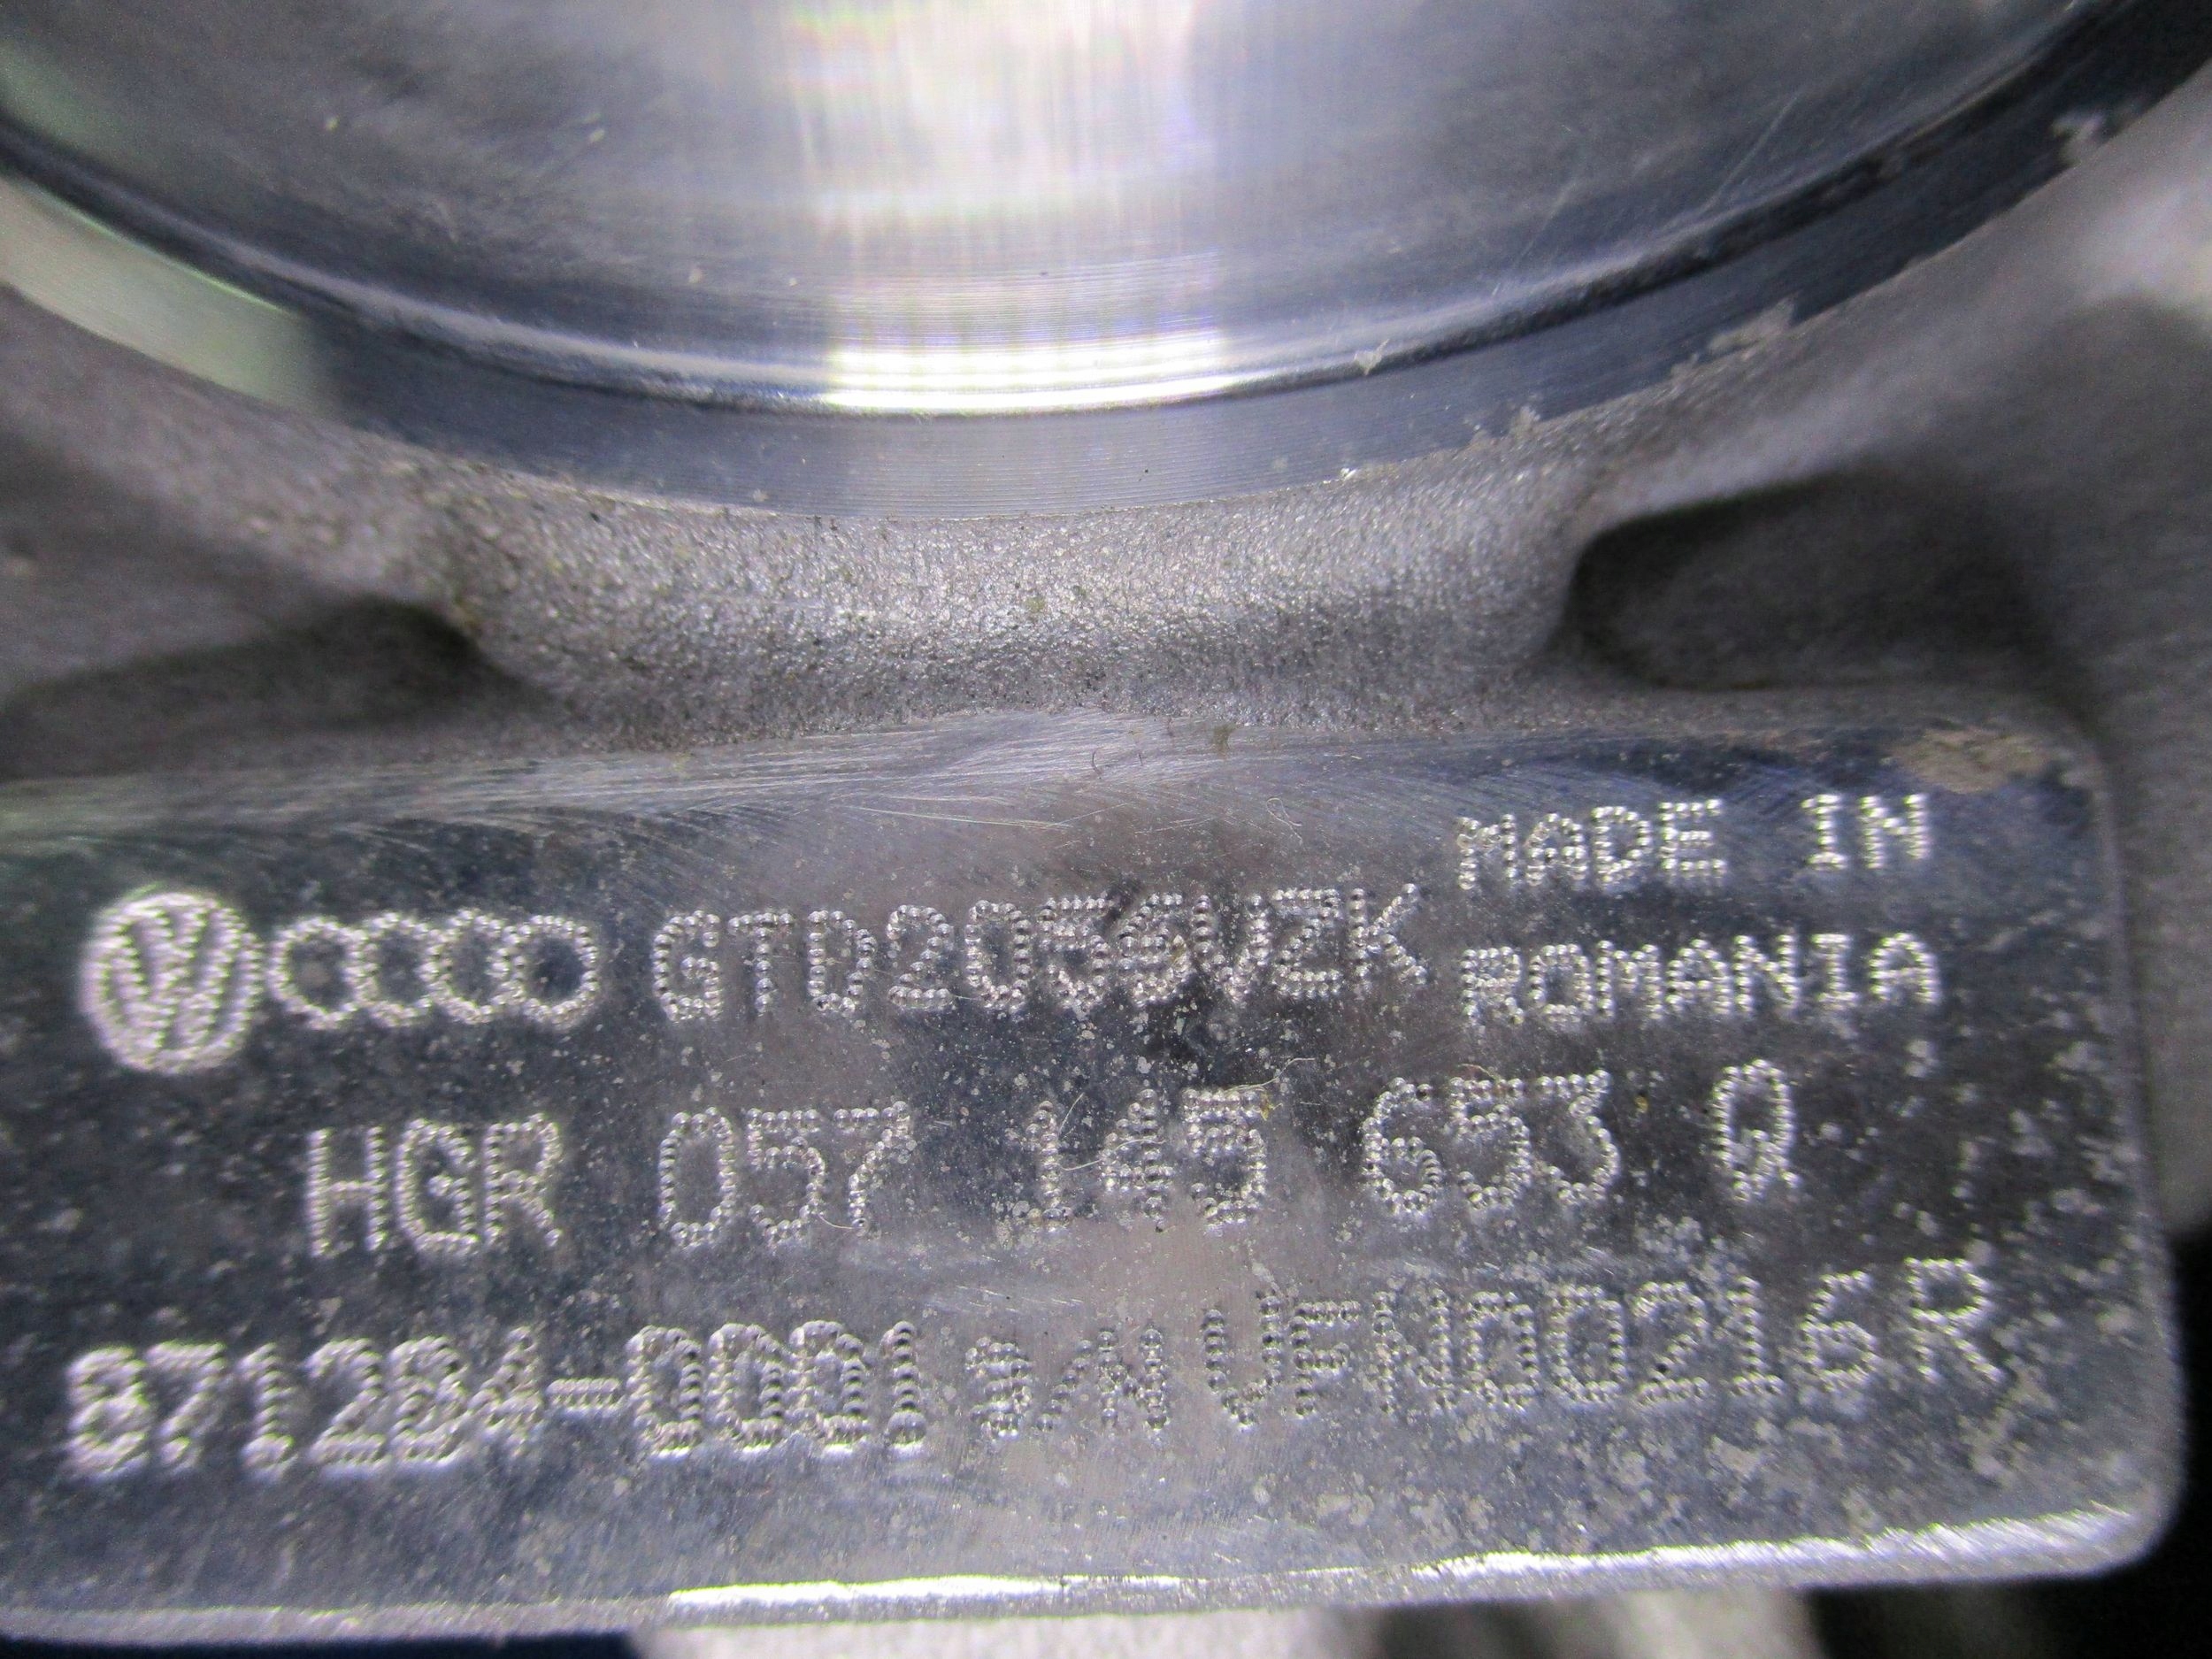 MADE IN
GTD2056VZK
ROMANIA
HGR 057 145 653 Q
871284-0001 S/N VFN00216R